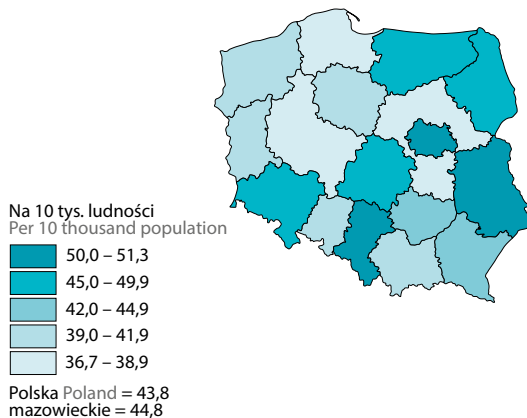 Na 10 tys. ludności
Per 10 thousand population
50,0 – 51,3
45,0 – 49,9
42,0 – 44,9
39,0 – 41,9
36,7 – 38,9
Polska Poland = 43,8
mazowieckie = 44,8